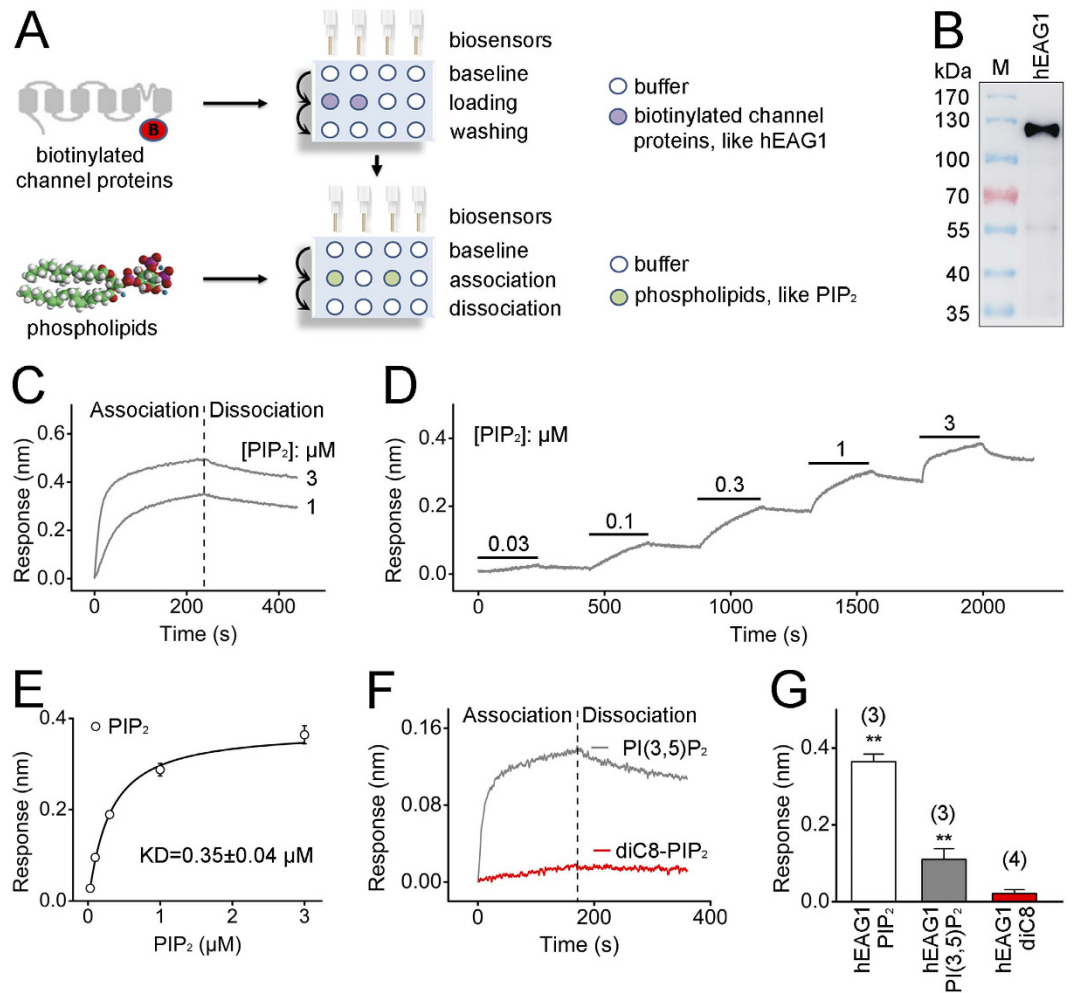 A
biosensors
baseline
loading
washing
B
biotinylated
channel proteins
buffer
biotinylated channel
proteins, like hEAG1
biosensors
baseline
association
dissociation
phospholipids
buffer
phospholipids, like PIP₂
B
kDa
M
hEAG1
170
130
100
70
55
40
35
C
Association
Dissociation
[PIP₂]: µM
3
1
Response (nm)
0.6
0.4
0.2
0.0
0
200
400
Time (s)
D
[PIP₂]: µM
0.03
0.1
0.3
1
3
Response (nm)
0.4
0.2
0.0
0
500
1000
1500
2000
Time (s)
E
PIP₂
KD=0.35±0.04 µM
Response (nm)
0.4
0.2
0.0
0
1
2
3
PIP₂ (µM)
F
Association
Dissociation
PI(3,5)P₂
diC8-PIP₂
Response (nm)
0.16
0.08
0.00
0
200
400
Time (s)
G
(3)
**
(3)
**
(4)
Response (nm)
0.4
0.2
0.0
hEAG1
PIP₂
hEAG1
PI(3,5)P₂
hEAG1
diC8